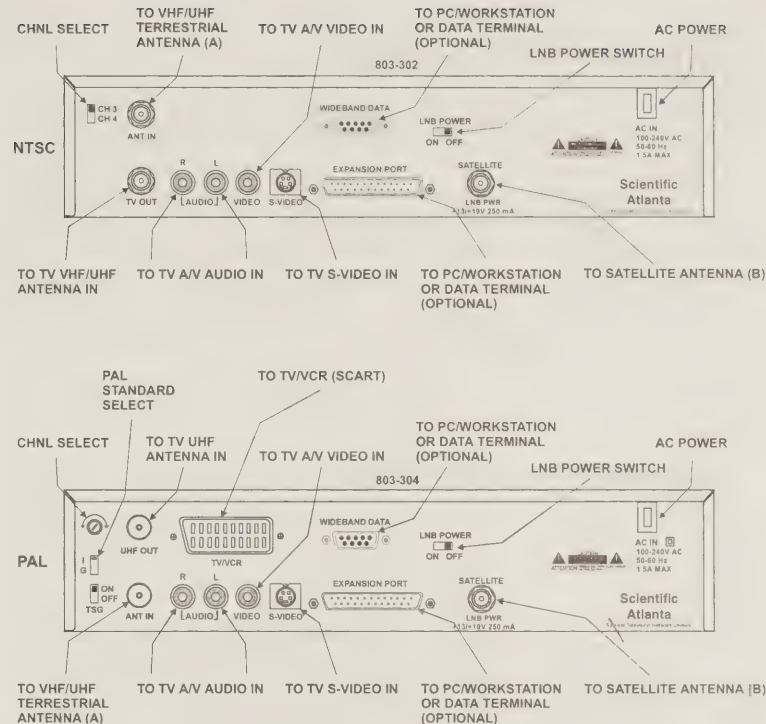 TO VHF/UHF
TERRESTRIAL
ANTENNA (A)
CHNL SELECT
TO TV A/V VIDEO IN
TO PC/WORKSTATION
OR DATA TERMINAL
(OPTIONAL)
LNB POWER SWITCH
AC POWER
803-302
NTSC
CH 3
CH 4
ANT IN
WIDEBAND DATA
LNB POWER
ON OFF
AC IN
100-240V AC
50-60 Hz
1.5A MAX
TV OUT
R L
AUDIO
VIDEO
S-VIDEO
EXPANSION PORT
SATELLITE
LNB PWR
+13/+19V 250 mA
Scientific
Atlanta
TO TV VHF/UHF
ANTENNA IN
TO TV A/V AUDIO IN
TO TV S-VIDEO IN
TO PC/WORKSTATION
OR DATA TERMINAL
(OPTIONAL)
TO SATELLITE ANTENNA (B)
PAL
STANDARD
SELECT
TO TV/VCR (SCART)
CHNL SELECT
TO TV UHF
ANTENNA IN
TO TV A/V VIDEO IN
TO PC/WORKSTATION
OR DATA TERMINAL
(OPTIONAL)
LNB POWER SWITCH
AC POWER
803-304
PAL
UHF OUT
TV/VCR
WIDEBAND DATA
LNB POWER
ON OFF
AC IN
100-240V AC
50-60 Hz
1.5A MAX
I
G
ON
OFF
TSG
ANT IN
R L
AUDIO
VIDEO
S-VIDEO
EXPANSION PORT
SATELLITE
LNB PWR
+13/+19V 250 mA
Scientific
Atlanta
TO VHF/UHF
TERRESTRIAL
ANTENNA (A)
TO TV A/V AUDIO IN
TO TV S-VIDEO IN
TO PC/WORKSTATION
OR DATA TERMINAL
(OPTIONAL)
TO SATELLITE ANTENNA (B)